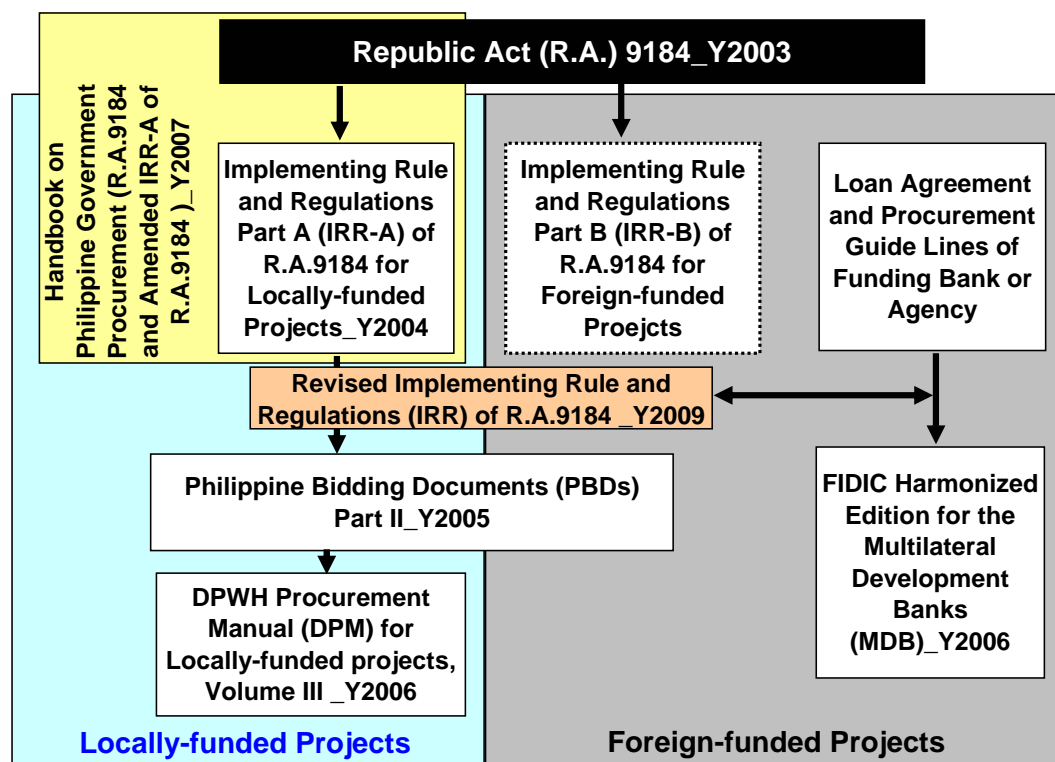 Republic Act (R.A.) 9184_Y2003
Handbook on
Philippine Government
Procurement (R.A.9184
and Amended IRR-A of
R.A.9184 )_Y2007
Implementing Rule
and Regulations
Part A (IRR-A) of
R.A.9184 for
Locally-funded
Projects_Y2004
Implementing Rule
and Regulations
Part B (IRR-B) of
R.A.9184 for
Foreign-funded
Proejcts
Loan Agreement
and Procurement
Guide Lines of
Funding Bank or
Agency
Revised Implementing Rule and
Regulations (IRR) of R.A.9184 _Y2009
Philippine Bidding Documents (PBDs)
Part II_Y2005
FIDIC Harmonized
Edition for the
Multilateral
Development
Banks
(MDB)_Y2006
DPWH Procurement
Manual (DPM) for
Locally-funded projects,
Volume III _Y2006
Locally-funded Projects
Foreign-funded Projects